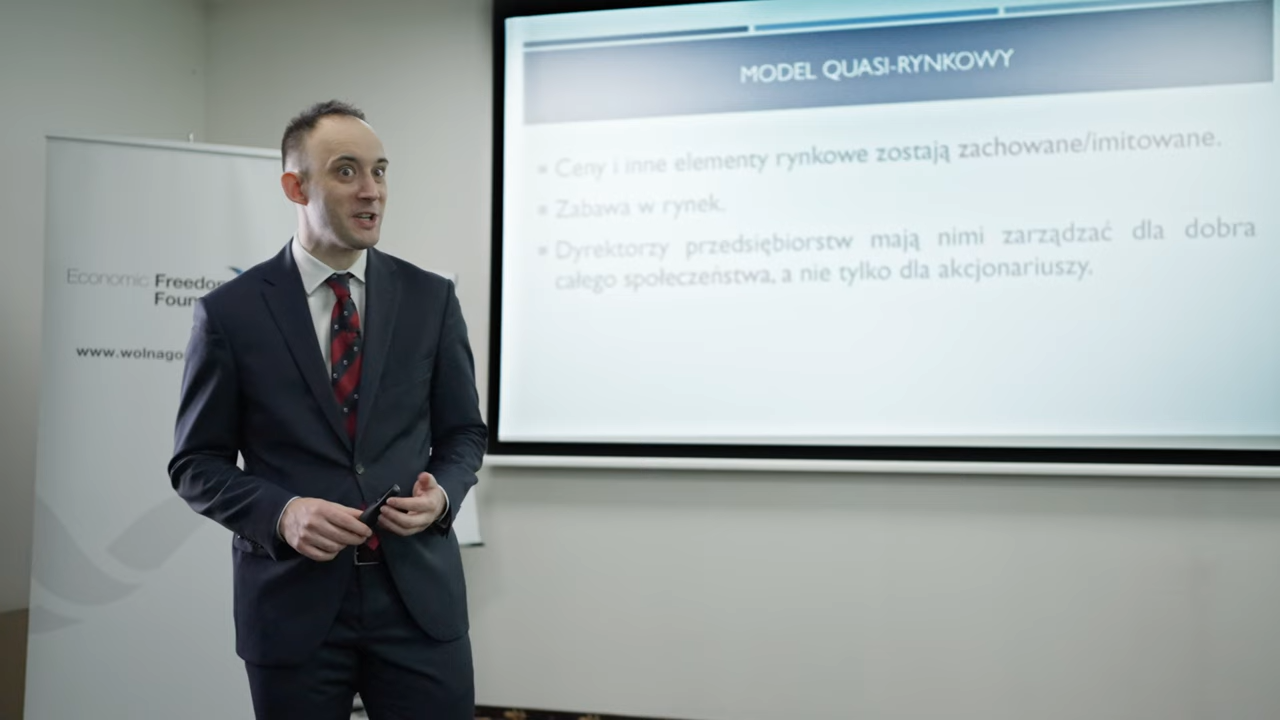 MODEL QUASI-RYNKOWY
▪ Ceny i inne elementy rynkowe zostają zachowane/imitowane.
▪ Zabawa w rynek.
▪ Dyrektorzy przedsiębiorstw mają nimi zarządzać dla dobra
całego społeczeństwa, a nie tylko dla akcjonariuszy.
Economic Freedo
Foun
www.wolnago